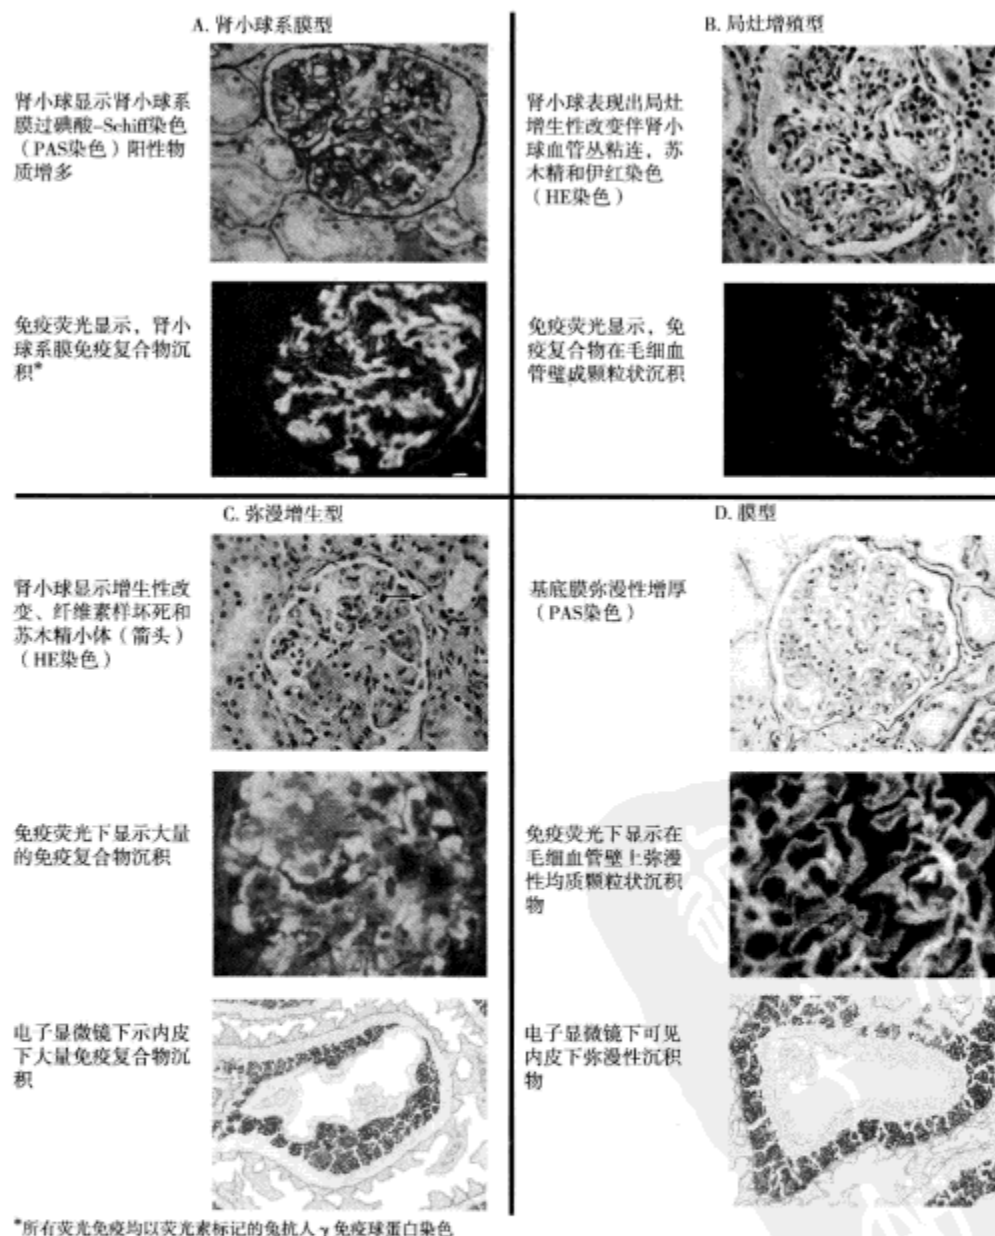 A. 肾小球系膜型
肾小球显示肾小球系
膜过碘酸-Schiff染色
（PAS染色）阳性物
质增多
免疫荧光显示，肾小
球系膜免疫复合物沉
积*
B. 局灶增殖型
肾小球表现出局灶
增生性改变伴肾小
球血管丛粘连，苏
木精和伊红染色
（HE染色）
免疫荧光显示，免
疫复合物在毛细血
管壁成颗粒状沉积
C. 弥漫增生型
肾小球显示增生性改
变、纤维素样坏死和
苏木精小体（箭头）
（HE染色）
免疫荧光下显示大量
的免疫复合物沉积
电子显微镜下示内皮
下大量免疫复合物沉
积
D. 膜型
基底膜弥漫性增厚
（PAS染色）
免疫荧光下显示在
毛细血管壁上弥漫
性均质颗粒状沉积
物
电子显微镜下可见
内皮下弥漫性沉积
物
*所有荧光免疫均以荧光素标记的兔抗人γ免疫球蛋白染色